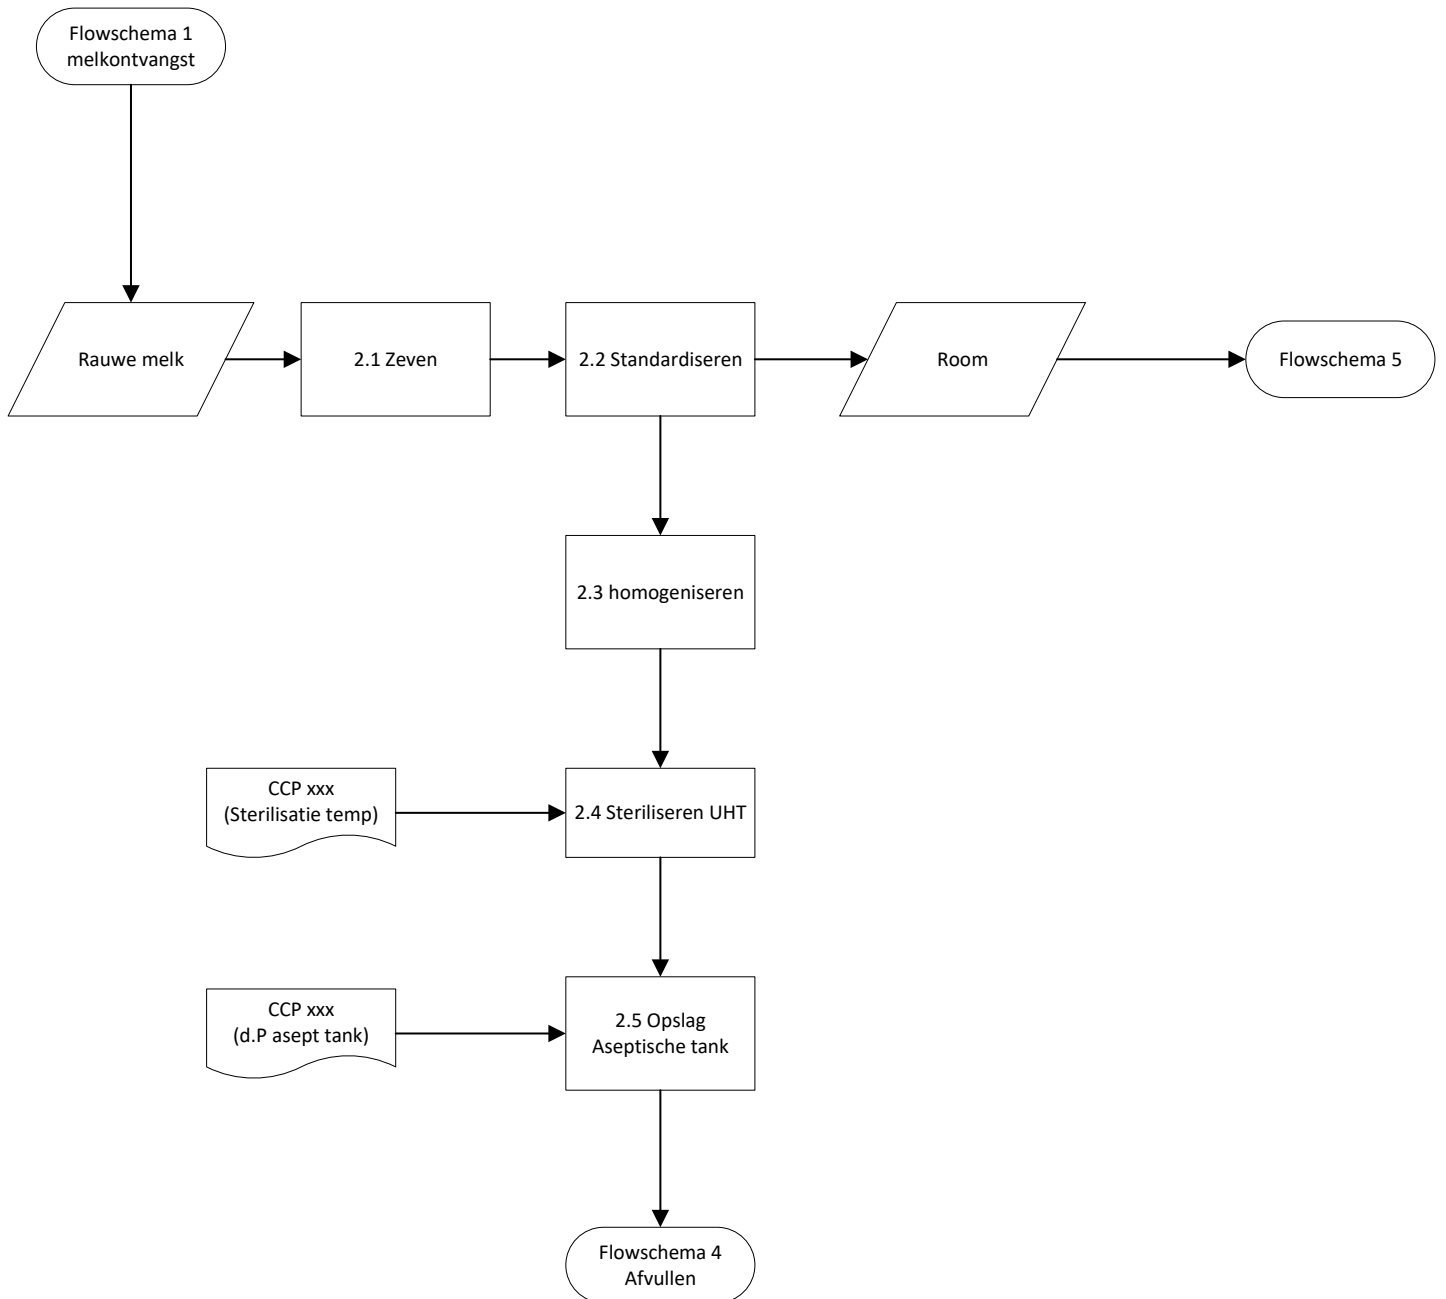 Flowschema 1
melkontvangst
Rauwe melk
2.1 Zeven
2.2 Standardiseren
Room
Flowschema 5
2.3 homogeniseren
CCP xxx
(Sterilisatie temp)
2.4 Steriliseren UHT
CCP xxx
(d.P asept tank)
2.5 Opslag
Aseptische tank
Flowschema 4
Afvullen